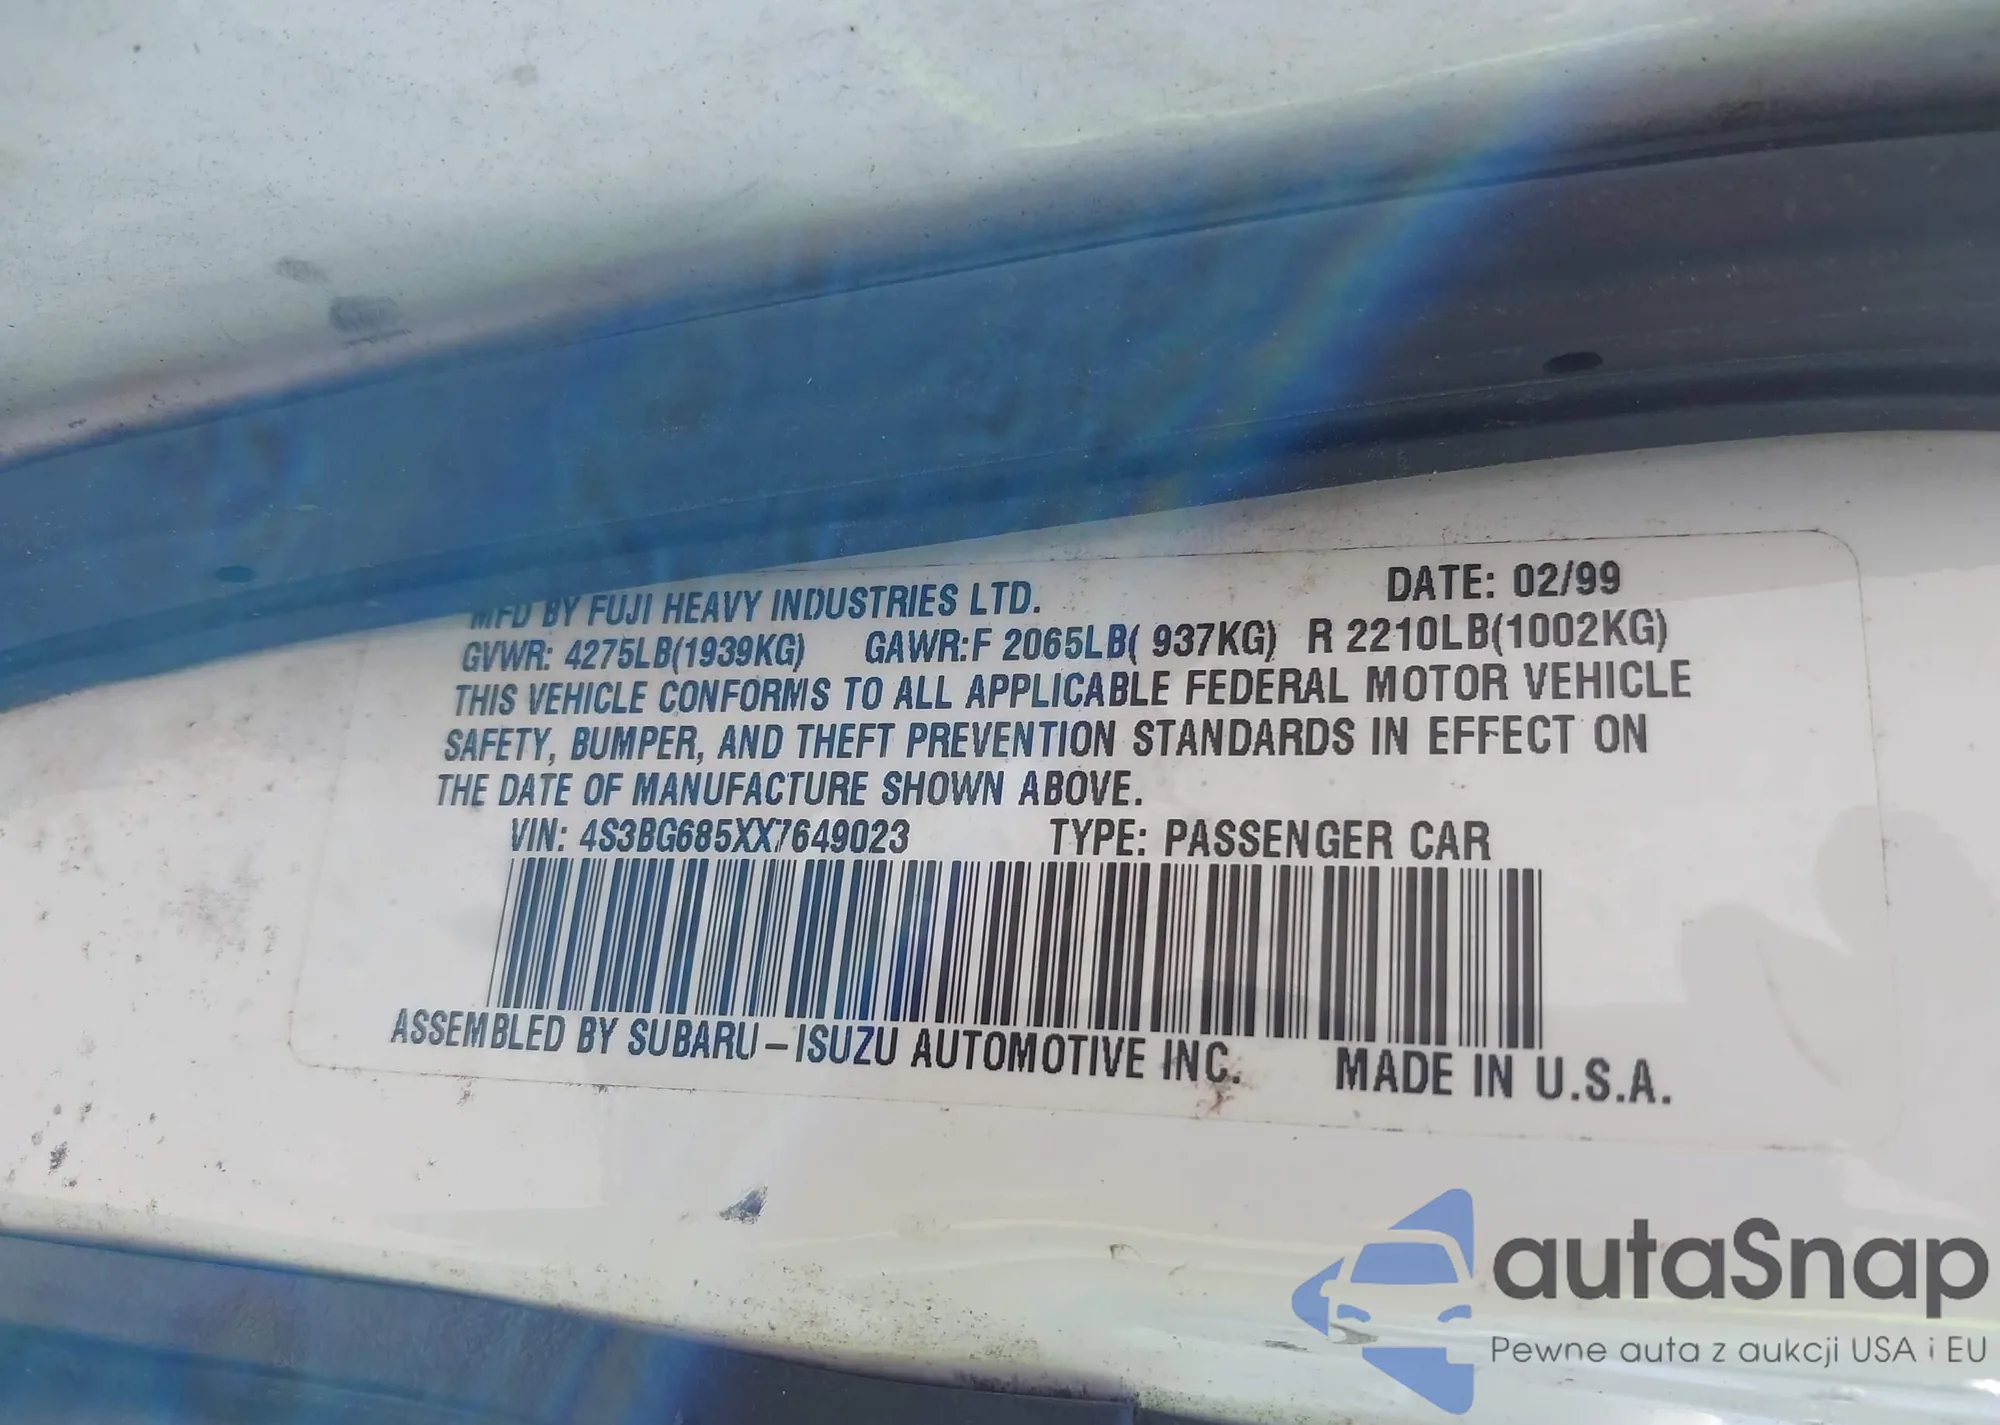 MFD BY FUJI HEAVY INDUSTRIES LTD. DATE: 02/99
GVWR: 4275LB(1939KG) GAWR:F 2065LB( 937KG) R 2210LB(1002KG)
THIS VEHICLE CONFORMS TO ALL APPLICABLE FEDERAL MOTOR VEHICLE
SAFETY, BUMPER, AND THEFT PREVENTION STANDARDS IN EFFECT ON
THE DATE OF MANUFACTURE SHOWN ABOVE.
VIN: 4S3BG685XX7649023 TYPE: PASSENGER CAR
ASSEMBLED BY SUBARU-ISUZU AUTOMOTIVE INC. MADE IN U.S.A.
autaSnap
Pewne auta z aukcji USA i EU